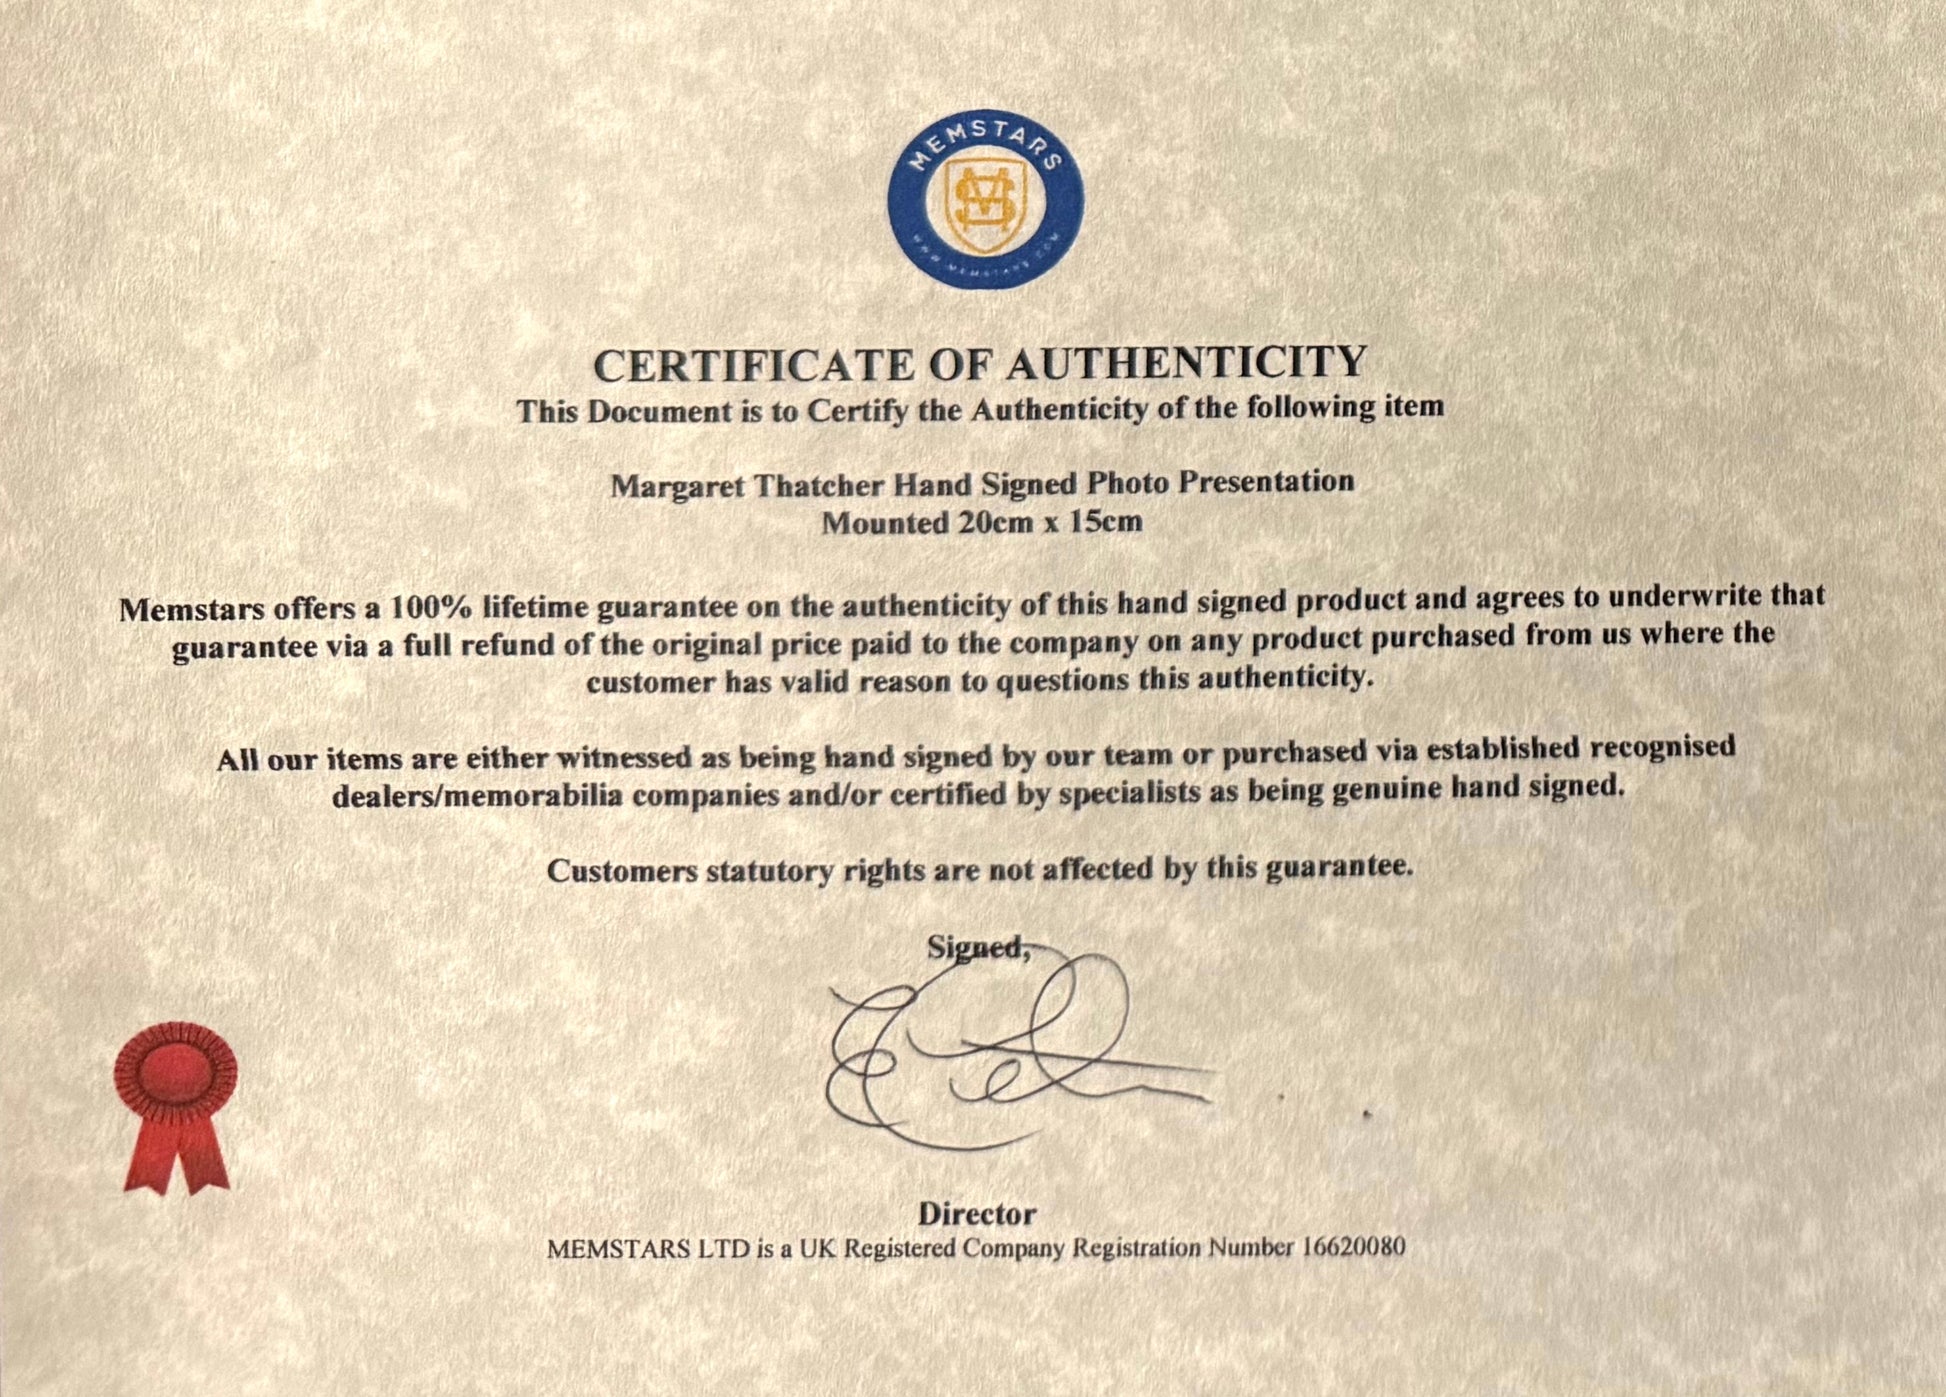 MEMSTARS
WWW.MEMSTARS.COM
CERTIFICATE OF AUTHENTICITY
This Document is to Certify the Authenticity of the following item
Margaret Thatcher Hand Signed Photo Presentation
Mounted 20cm x 15cm
Memstars offers a 100% lifetime guarantee on the authenticity of this hand signed product and agrees to underwrite that
guarantee via a full refund of the original price paid to the company on any product purchased from us where the
customer has valid reason to questions this authenticity.
All our items are either witnessed as being hand signed by our team or purchased via established recognised
dealers/memorabilia companies and/or certified by specialists as being genuine hand signed.
Customers statutory rights are not affected by this guarantee.
Signed,
Director
MEMSTARS LTD is a UK Registered Company Registration Number 16620080